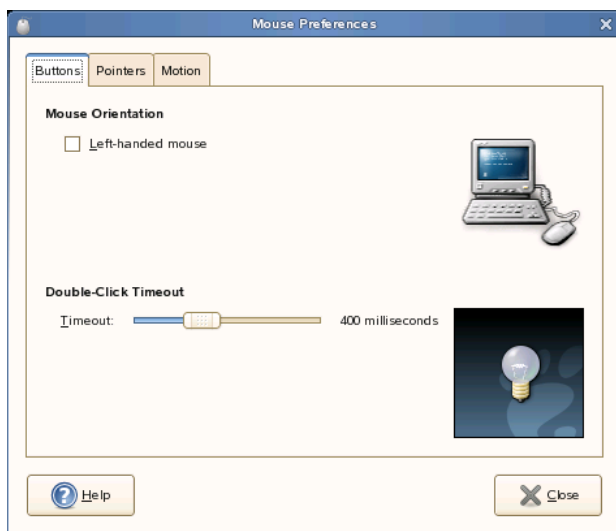 Mouse Preferences
Buttons Pointers Motion
Mouse Orientation
Left-handed mouse
Double-Click Timeout
Timeout: 400 milliseconds
Help Close